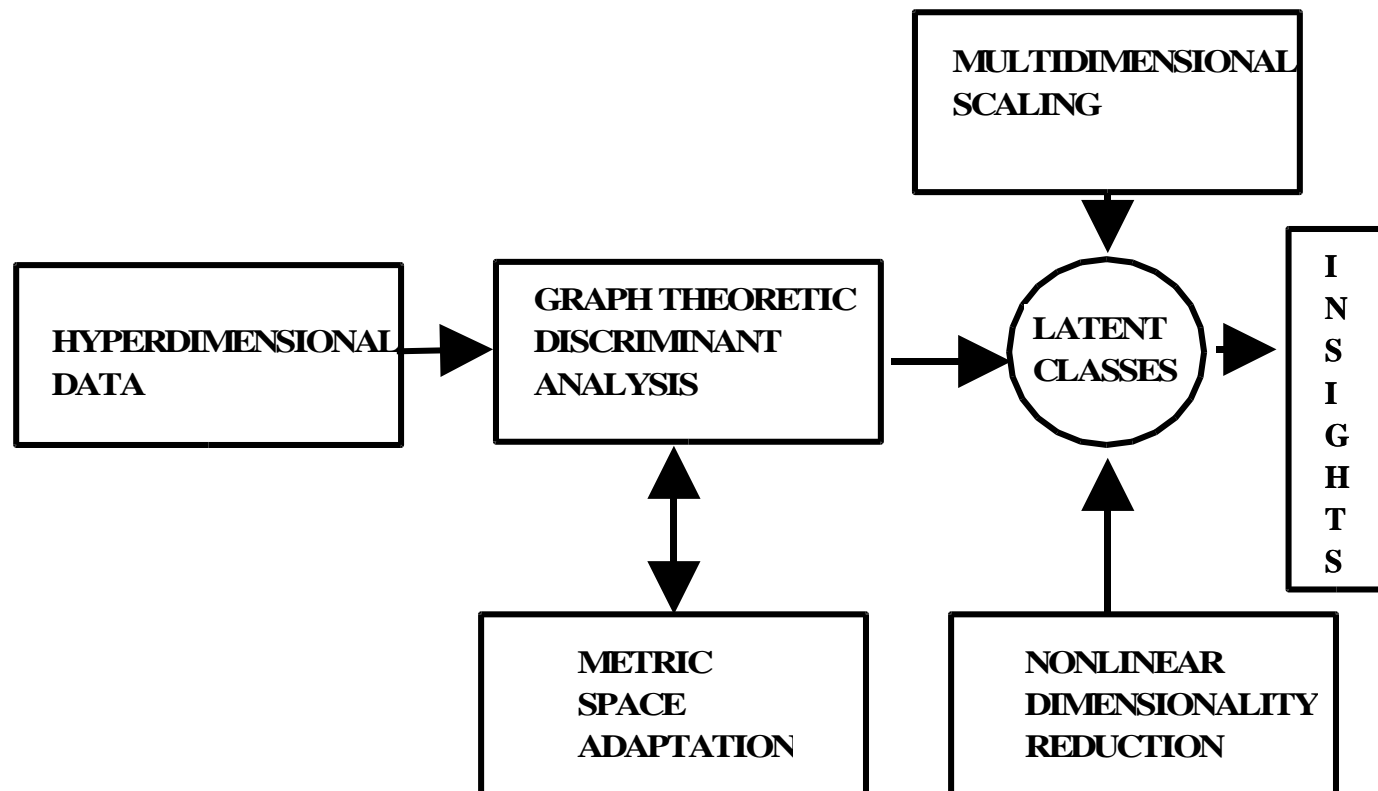 MULTIDIMENSIONAL
SCALING
HYPERDIMENSIONAL
DATA
GRAPH THEORETIC
DISCRIMINANT
ANALYSIS
LATENT
CLASSES
I
N
S
I
G
H
T
S
METRIC
SPACE
ADAPTATION
NONLINEAR
DIMENSIONALITY
REDUCTION